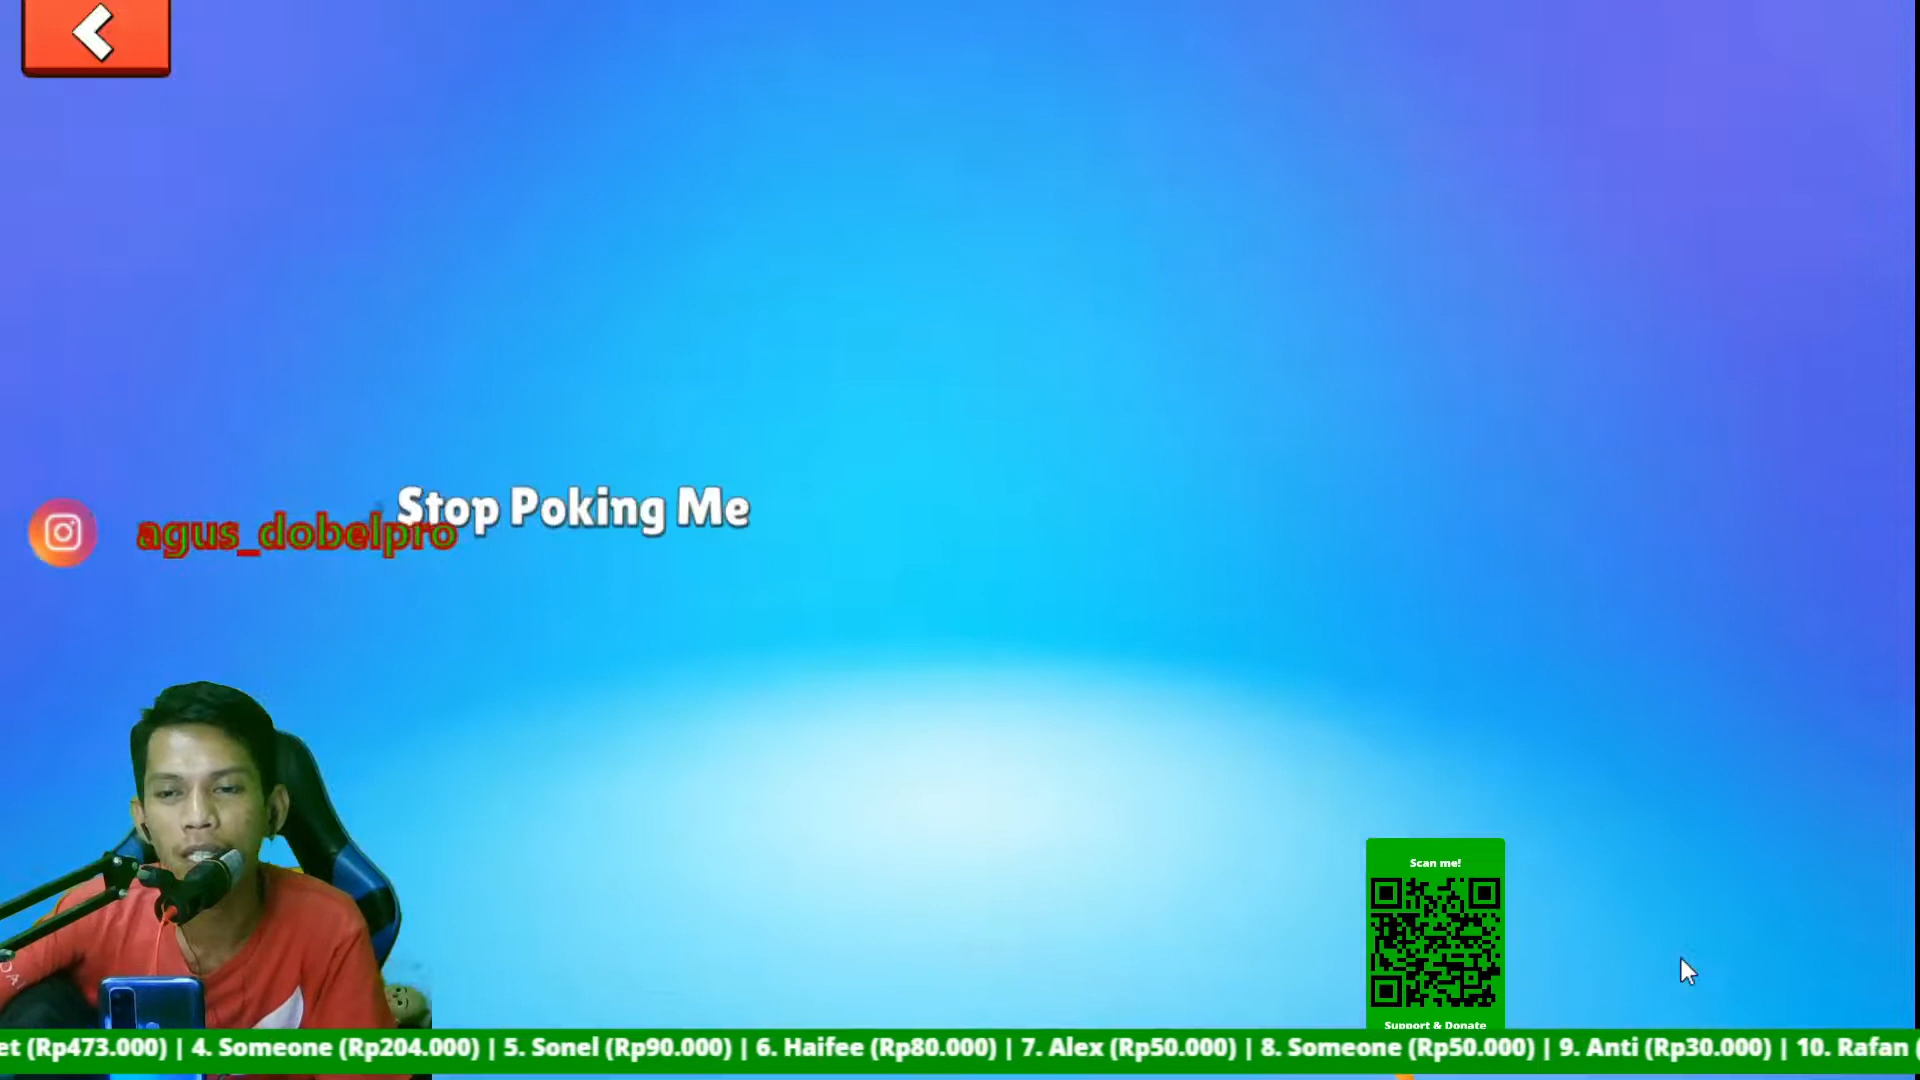 Stop Poking Me
agus_dobelpro
Scan me!
Support & Donate
et (Rp473.000) | 4. Someone (Rp204.000) | 5. Sonel (Rp90.000) | 6. Haifee (Rp80.000) | 7. Alex (Rp50.000) | 8. Someone (Rp50.000) | 9. Anti (Rp30.000) | 10. Rafan (